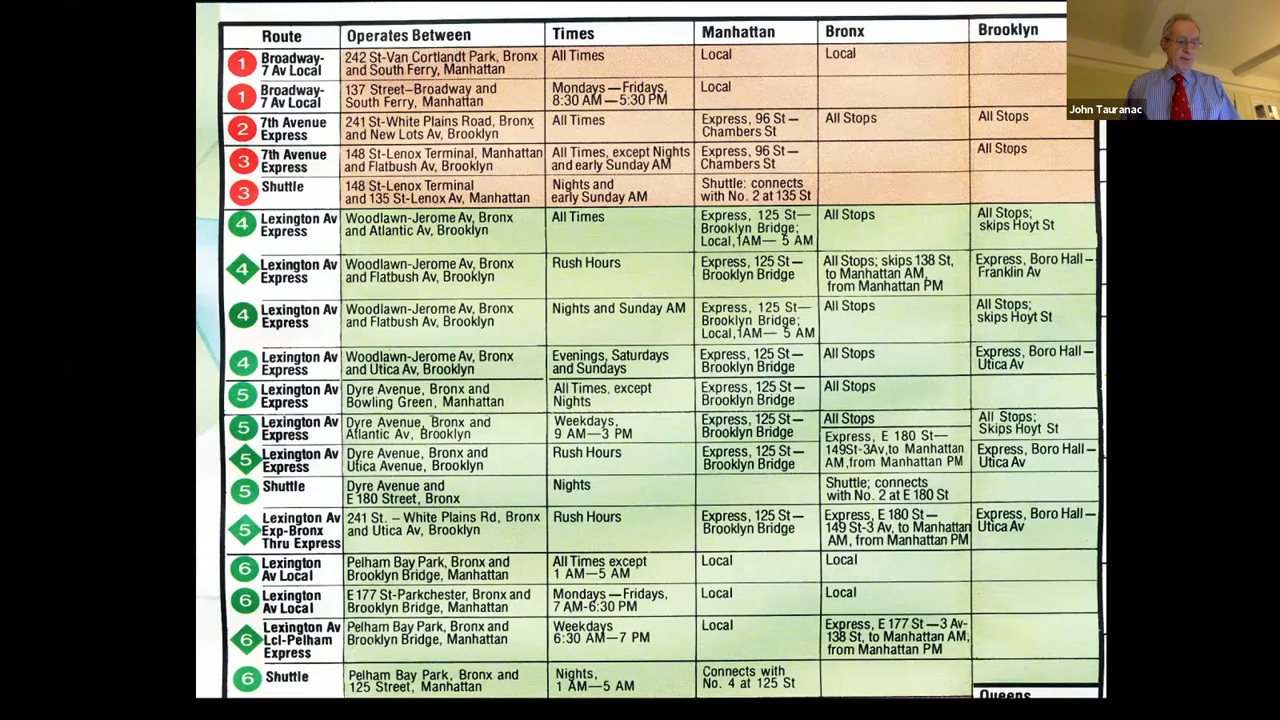 Route Operates Between Times Manhattan Bronx Brooklyn
John Tauranac
1 Broadway- 242 St-Van Cortlandt Park, Bronx All Times Local Local
7 Av Local and South Ferry, Manhattan
1 Broadway- 137 Street–Broadway and Mondays—Fridays, Local
7 Av Local South Ferry, Manhattan 8:30 AM—5:30 PM
2 7th Avenue 241 St-White Plains Road, Bronx All Times Express, 96 St— All Stops All Stops
Express and New Lots Av, Brooklyn Chambers St
3 7th Avenue 148 St-Lenox Terminal, Manhattan All Times, except Nights Express, 96 St— All Stops
Express and Flatbush Av, Brooklyn and early Sunday AM Chambers St
3 Shuttle 148 St-Lenox Terminal Nights and Shuttle: connects
and 135 St-Lenox Av, Manhattan early Sunday AM with No. 2 at 135 St
4 Lexington Av Woodlawn-Jerome Av, Bronx All Times Express, 125 St— All Stops All Stops;
Express and Atlantic Av, Brooklyn Brooklyn Bridge; skips Hoyt St
Local, 1AM— 5 AM
4 Lexington Av Woodlawn-Jerome Av, Bronx Rush Hours Express, 125 St— All Stops; skips 138 St, Express, Boro Hall–
Express and Flatbush Av, Brooklyn Brooklyn Bridge to Manhattan AM, Franklin Av
from Manhattan PM
4 Lexington Av Woodlawn-Jerome Av, Bronx Nights and Sunday AM Express, 125 St— All Stops All Stops;
Express and Flatbush Av, Brooklyn Brooklyn Bridge; skips Hoyt St
Local, 1AM— 5 AM
4 Lexington Av Woodlawn-Jerome Av, Bronx Evenings, Saturdays Express, 125 St— All Stops Express, Boro Hall—
Express and Utica Av, Brooklyn and Sundays Brooklyn Bridge Utica Av
5 Lexington Av Dyre Avenue, Bronx and All Times, except Express, 125 St— All Stops
Express Bowling Green, Manhattan Nights Brooklyn Bridge
5 Lexington Av Dyre Avenue, Bronx and Weekdays, Express, 125 St— All Stops All Stops;
Express Atlantic Av, Brooklyn 9 AM—3 PM Brooklyn Bridge Skips Hoyt St
5 Lexington Av Dyre Avenue, Bronx and Rush Hours Express, 125 St— Express, E 180 St— Express, Boro Hall—
Express Utica Avenue, Brooklyn Brooklyn Bridge 149St-3Av, to Manhattan Utica Av
AM, from Manhattan PM
5 Shuttle Dyre Avenue and Nights Shuttle; connects
E 180 Street, Bronx with No. 2 at E 180 St
5 Lexington Av 241 St. – White Plains Rd, Bronx Rush Hours Express, 125 St— Express, E 180 St— Express, Boro Hall—
Exp-Bronx and Utica Av, Brooklyn Brooklyn Bridge 149 St-3 Av, to Manhattan Utica Av
Thru Express AM, from Manhattan PM
6 Lexington Pelham Bay Park, Bronx and All Times except Local Local
Av Local Brooklyn Bridge, Manhattan 1 AM—5 AM
6 Lexington E 177 St-Parkchester, Bronx and Mondays —Fridays, Local Local
Av Local Brooklyn Bridge, Manhattan 7 AM-6:30 PM
6 Lexington Av Pelham Bay Park, Bronx and Weekdays Local Express, E 177 St —3 Av-
Lcl-Pelham Brooklyn Bridge, Manhattan 6:30 AM—7 PM 138 St, to Manhattan AM,
Express from Manhattan PM
6 Shuttle Pelham Bay Park, Bronx and Nights, Connects with
125 Street, Manhattan 1 AM—5 AM No. 4 at 125 St
Queens